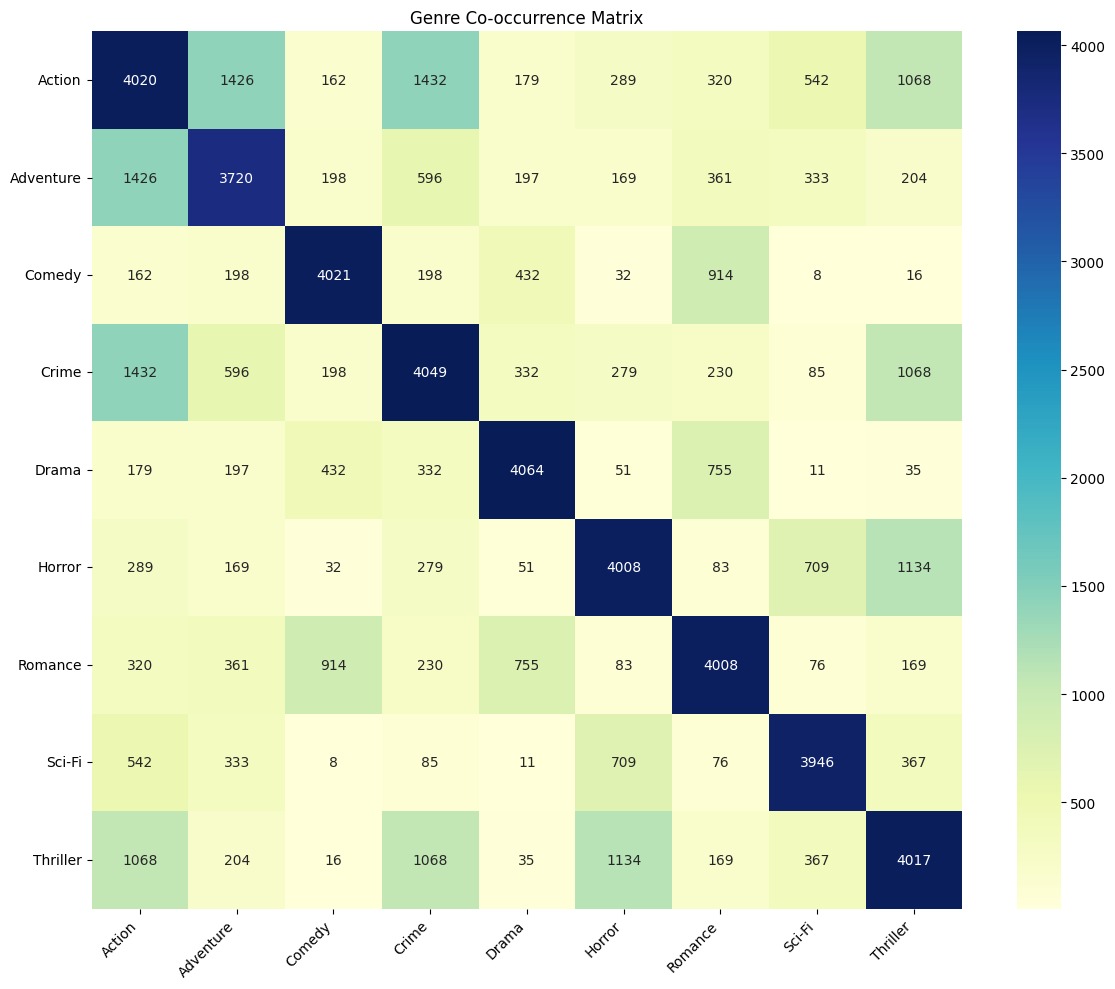 Genre Co-occurrence Matrix
Action 4020 1426 162 1432 179 289 320 542 1068
Adventure 1426 3720 198 596 197 169 361 333 204
Comedy 162 198 4021 198 432 32 914 8 16
Crime 1432 596 198 4049 332 279 230 85 1068
Drama 179 197 432 332 4064 51 755 11 35
Horror 289 169 32 279 51 4008 83 709 1134
Romance 320 361 914 230 755 83 4008 76 169
Sci-Fi 542 333 8 85 11 709 76 3946 367
Thriller 1068 204 16 1068 35 1134 169 367 4017
Action Adventure Comedy Crime Drama Horror Romance Sci-Fi Thriller
4000
3500
3000
2500
2000
1500
1000
500